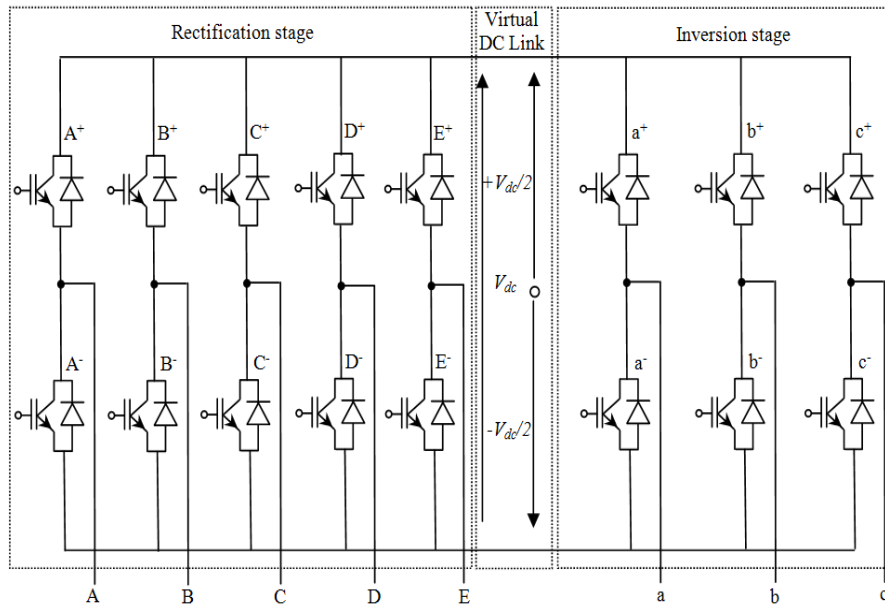 Rectification stage
Virtual
DC Link
Inversion stage
A+ B+ C+ D+ E+ a+ b+ c+
+Vdc/2
Vdc
A- B- C- D- E- a- b- c-
-Vdc/2
A B C D E a b c